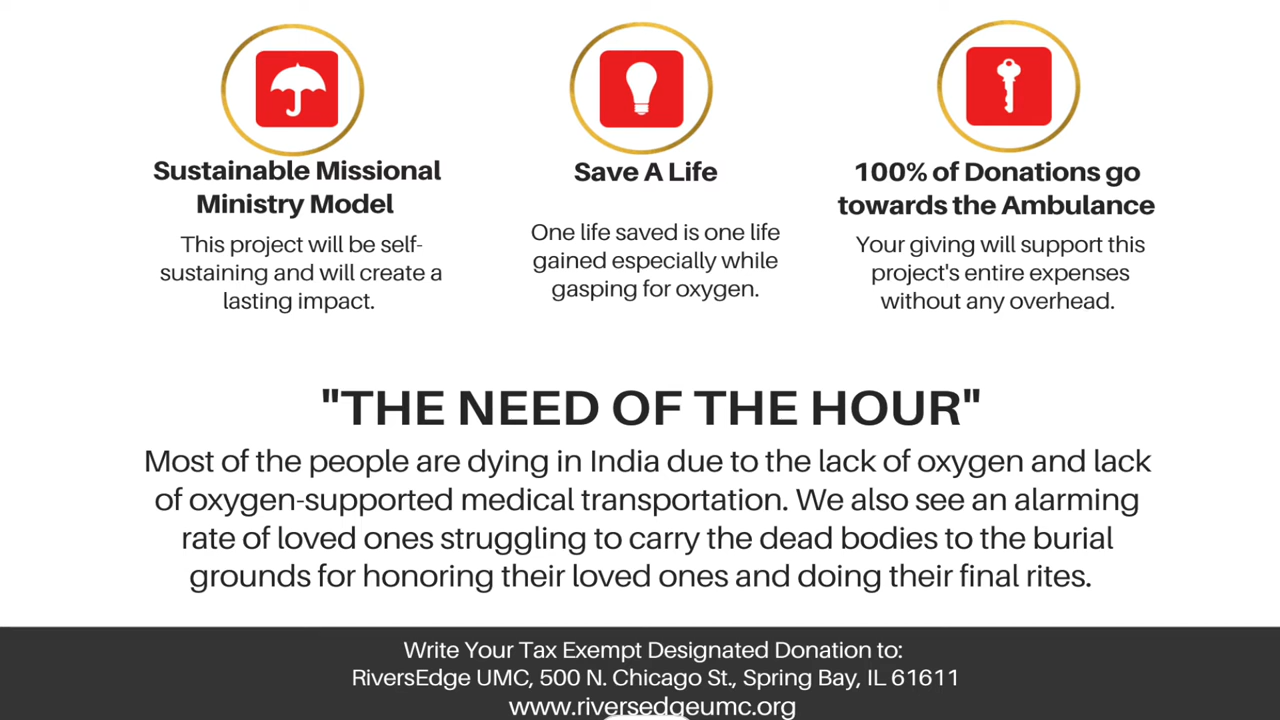 Sustainable Missional
Ministry Model
This project will be self-
sustaining and will create a
lasting impact.
Save A Life
One life saved is one life
gained especially while
gasping for oxygen.
100% of Donations go
towards the Ambulance
Your giving will support this
project's entire expenses
without any overhead.
"THE NEED OF THE HOUR"
Most of the people are dying in India due to the lack of oxygen and lack
of oxygen-supported medical transportation. We also see an alarming
rate of loved ones struggling to carry the dead bodies to the burial
grounds for honoring their loved ones and doing their final rites.
Write Your Tax Exempt Designated Donation to:
RiversEdge UMC, 500 N. Chicago St., Spring Bay, IL 61611
www.riversedgeumc.org